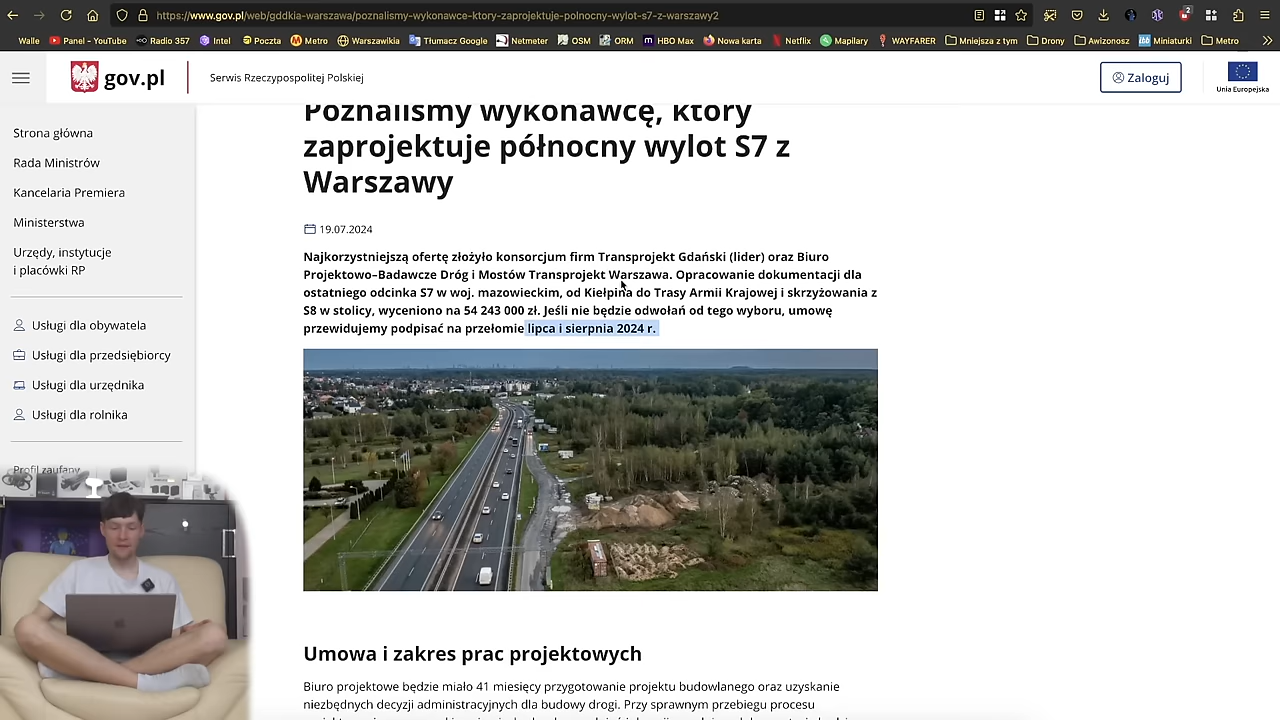 https://www.gov.pl/web/gddkia-warszawa/poznalismy-wykonawce-ktory-zaprojektuje-polnocny-wylot-s7-z-warszawy2
2
Walle Panel - YouTube Radio 357 Intel Poczta Metro Warszawikia Tłumacz Google Netmeter OSM ORM HBO Max Nowa karta Netflix Mapilary WAYFARER Mniejsza z tym Drony Awizonosz Miniaturki Metro
gov.pl
Serwis Rzeczypospolitej Polskiej
Zaloguj
Unia Europejska
Strona główna
Rada Ministrów
Kancelaria Premiera
Ministerstwa
Urzędy, instytucje
i placówki RP
Usługi dla obywatela
Usługi dla przedsiębiorcy
Usługi dla urzędnika
Usługi dla rolnika
Profil zaufany
Poznaliśmy wykonawcę, który
zaprojektuje północny wylot S7 z
Warszawy
19.07.2024
Najkorzystniejszą ofertę złożyło konsorcjum firm Transprojekt Gdański (lider) oraz Biuro
Projektowo–Badawcze Dróg i Mostów Transprojekt Warszawa. Opracowanie dokumentacji dla
ostatniego odcinka S7 w woj. mazowieckim, od Kiełpina do Trasy Armii Krajowej i skrzyżowania z
S8 w stolicy, wyceniono na 54 243 000 zł. Jeśli nie będzie odwołań od tego wyboru, umowę
przewidujemy podpisać na przełomie lipca i sierpnia 2024 r.
Umowa i zakres prac projektowych
Biuro projektowe będzie miało 41 miesięcy przygotowanie projektu budowlanego oraz uzyskanie
niezbędnych decyzji administracyjnych dla budowy drogi. Przy sprawnym przebiegu procesu